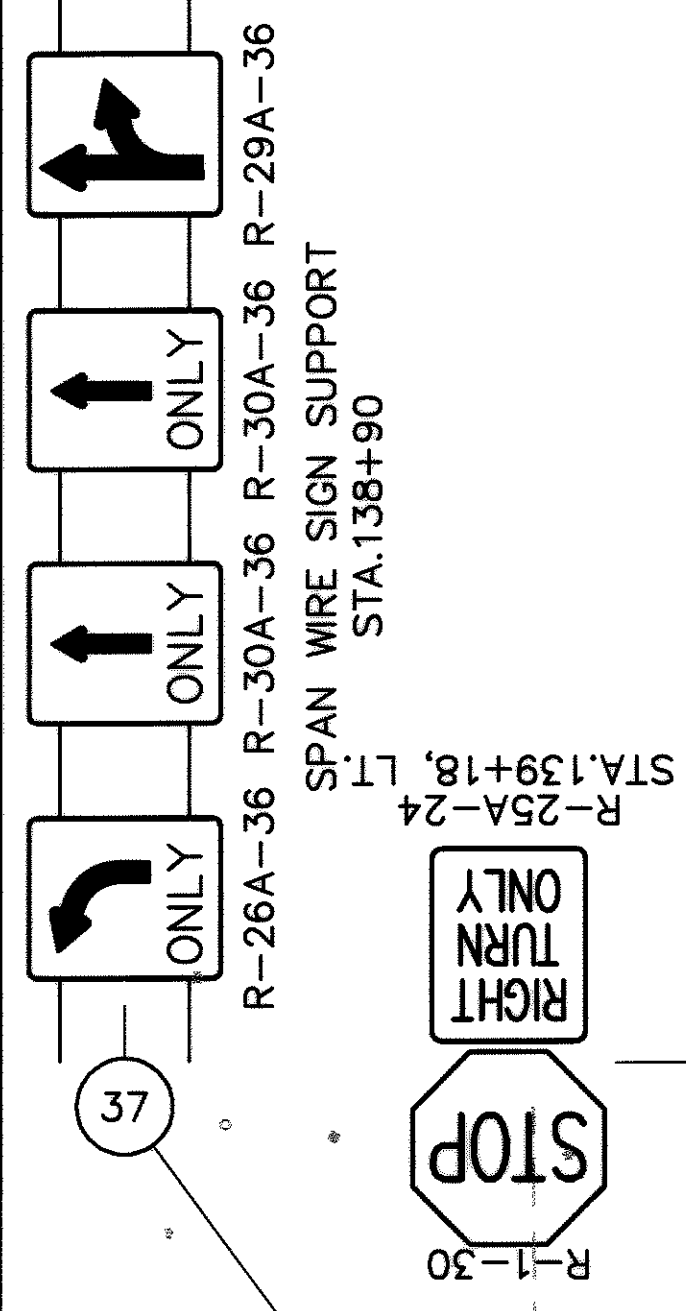 ONLY
ONLY
ONLY
R-26A-36 R-30A-36 R-30A-36 R-29A-36
SPAN WIRE SIGN SUPPORT
STA.138+90
37
STOP
R-1-30
RIGHT
TURN
ONLY
R-25A-24
STA.139+18, LT.